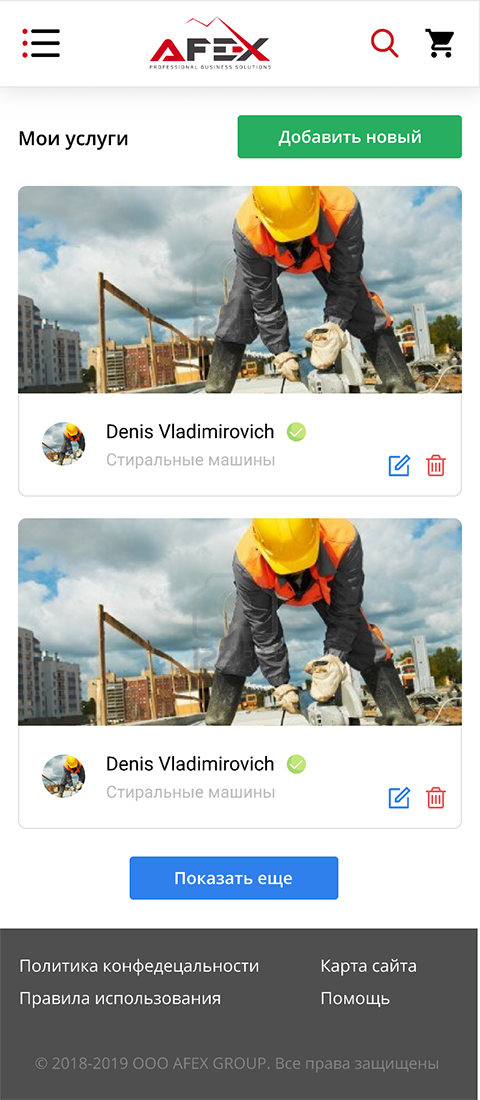 AFEX
PROFESSIONAL BUSINESS SOLUTIONS
Мои услуги
Добавить новый
Denis Vladimirovich
Стиральные машины
Denis Vladimirovich
Стиральные машины
Показать еще
Политика конфедецальности
Карта сайта
Правила использования
Помощь
© 2018-2019 ООО AFEX GROUP. Все права защищены